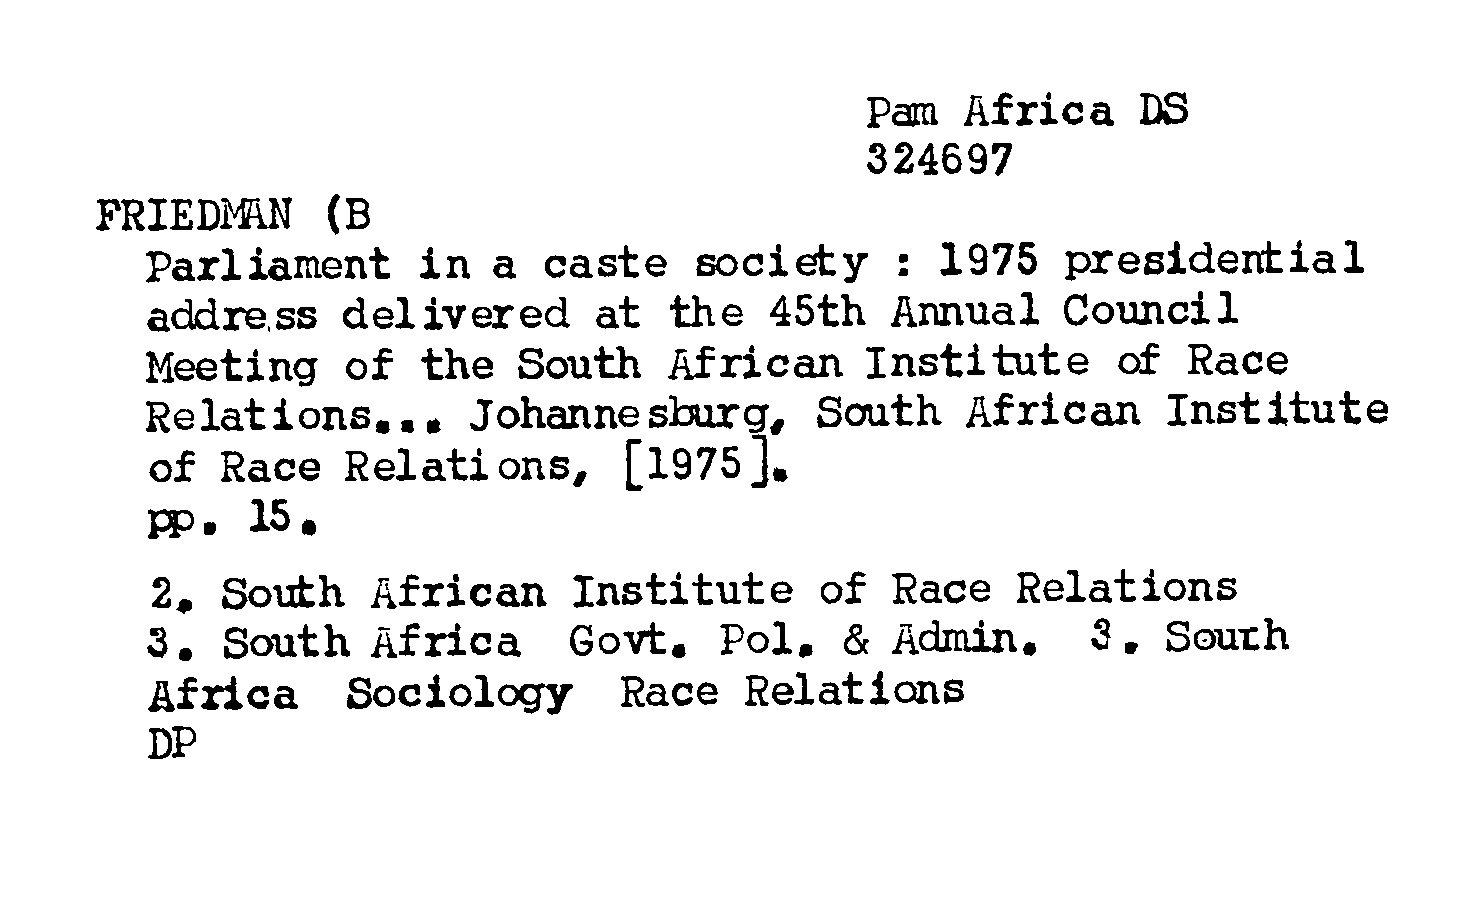 Pam Africa DS
324697
FRIEDMAN (B
Parliament in a caste society : 1975 presidential
address delivered at the 45th Annual Council
Meeting of the South African Institute of Race
Relations... Johannesburg, South African Institute
of Race Relations, [1975].
pp. 15.
2. South African Institute of Race Relations
3. South Africa Govt. Pol. & Admin. 3. South
Africa Sociology Race Relations
DP